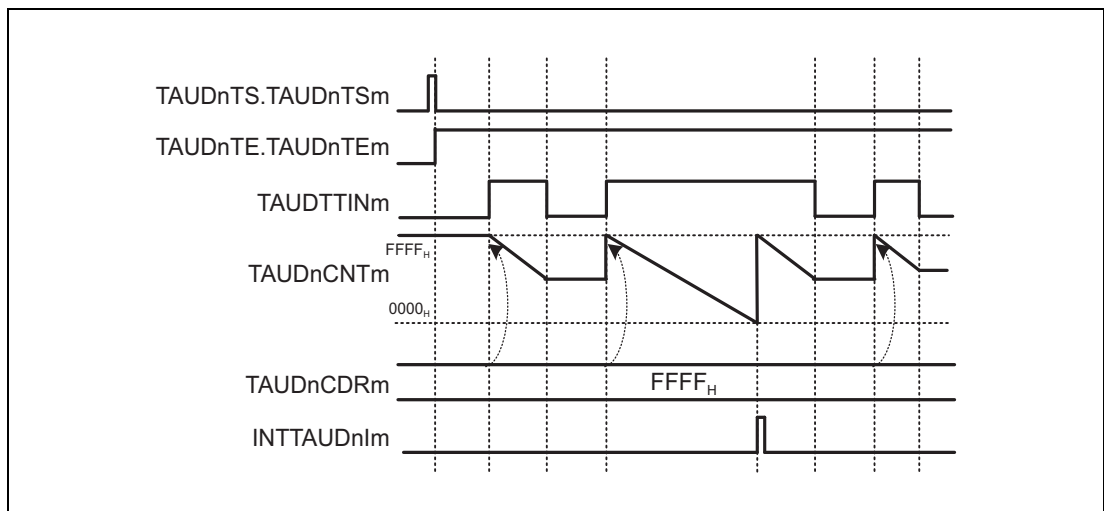 TAUDnTS.TAUDnTSm
TAUDnTE.TAUDnTEm
TAUDTTINm
FFFFH
TAUDnCNTm
0000H
TAUDnCDRm
FFFFH
INTTAUDnIm